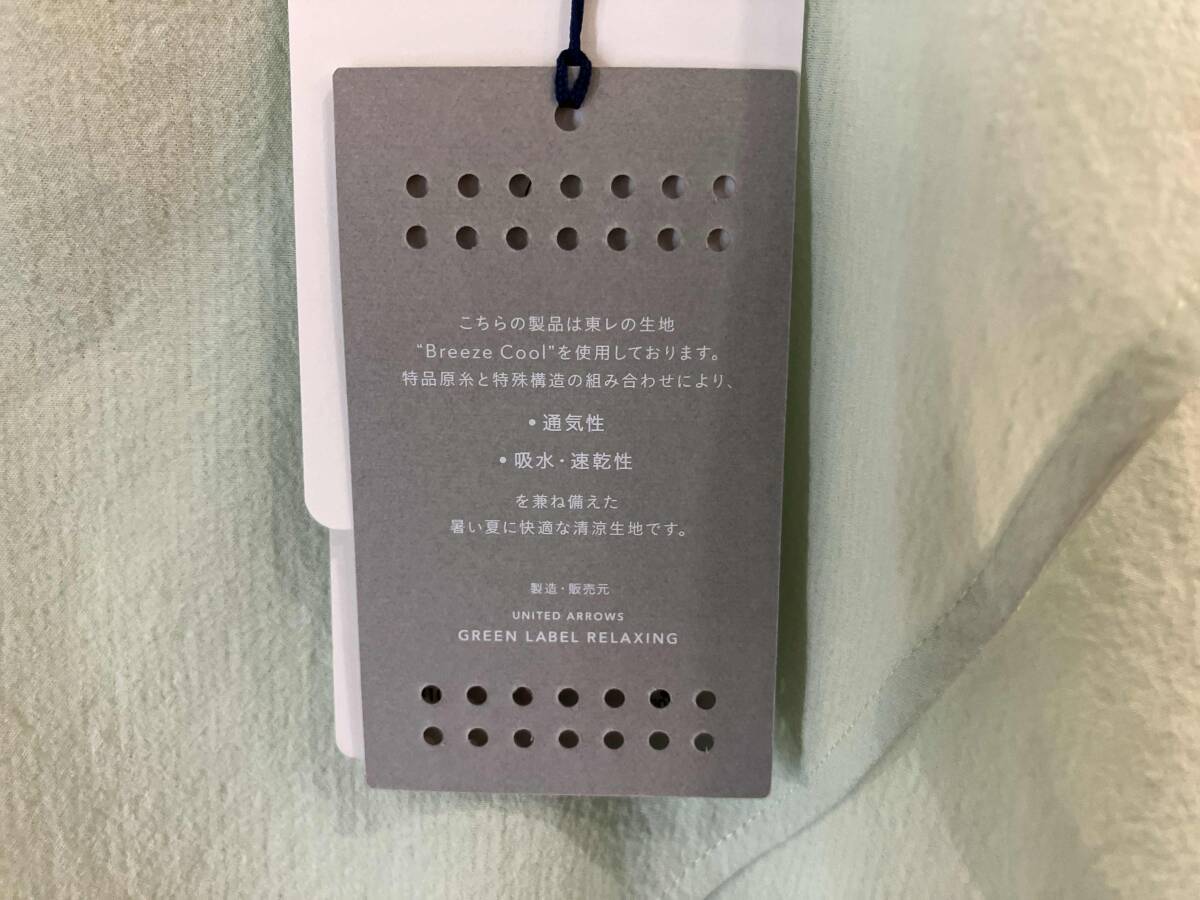 こちらの製品は東レの生地
“Breeze Cool”を使用しております。
特品原糸と特殊構造の組み合わせにより、
• 通気性
• 吸水・速乾性
を兼ね備えた
暑い夏に快適な清涼生地です。
製造・販売元
UNITED ARROWS
GREEN LABEL RELAXING